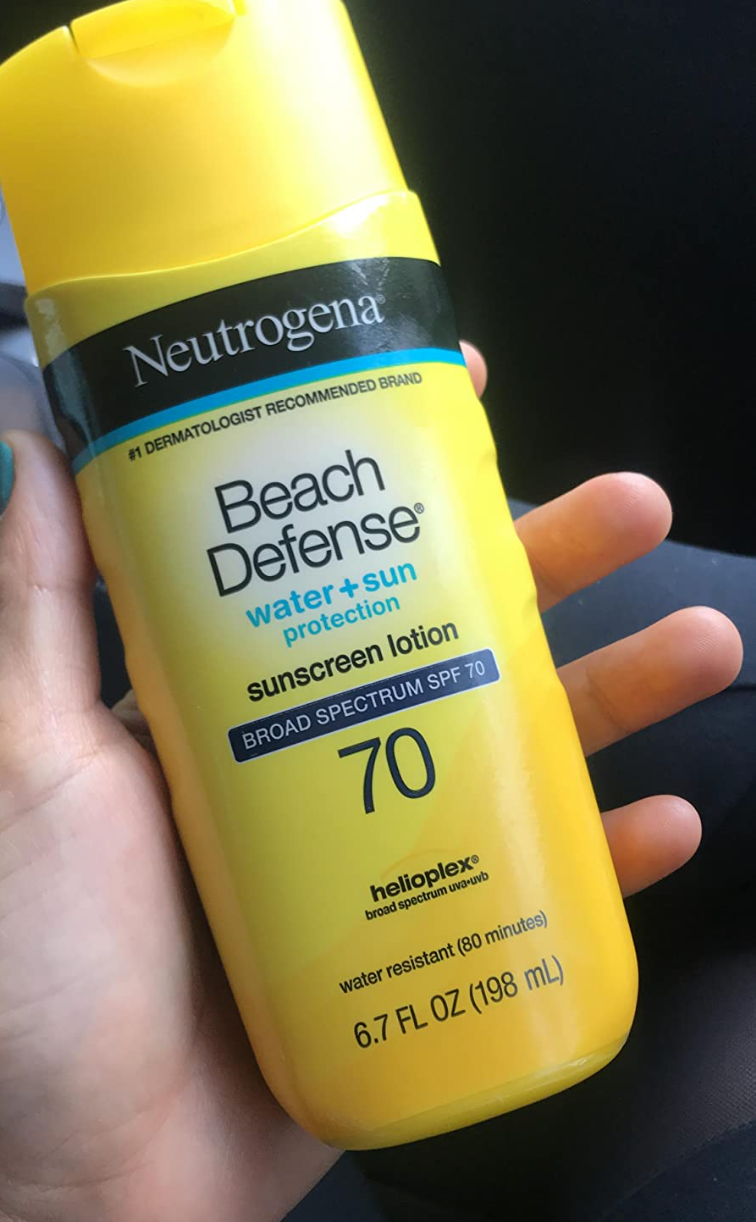 Neutrogena®
#1 DERMATOLOGIST RECOMMENDED BRAND
Beach
Defense®
water+sun
protection
sunscreen lotion
BROAD SPECTRUM SPF 70
70
helioplex®
broad spectrum uva•uvb
water resistant (80 minutes)
6.7 FL OZ (198 mL)